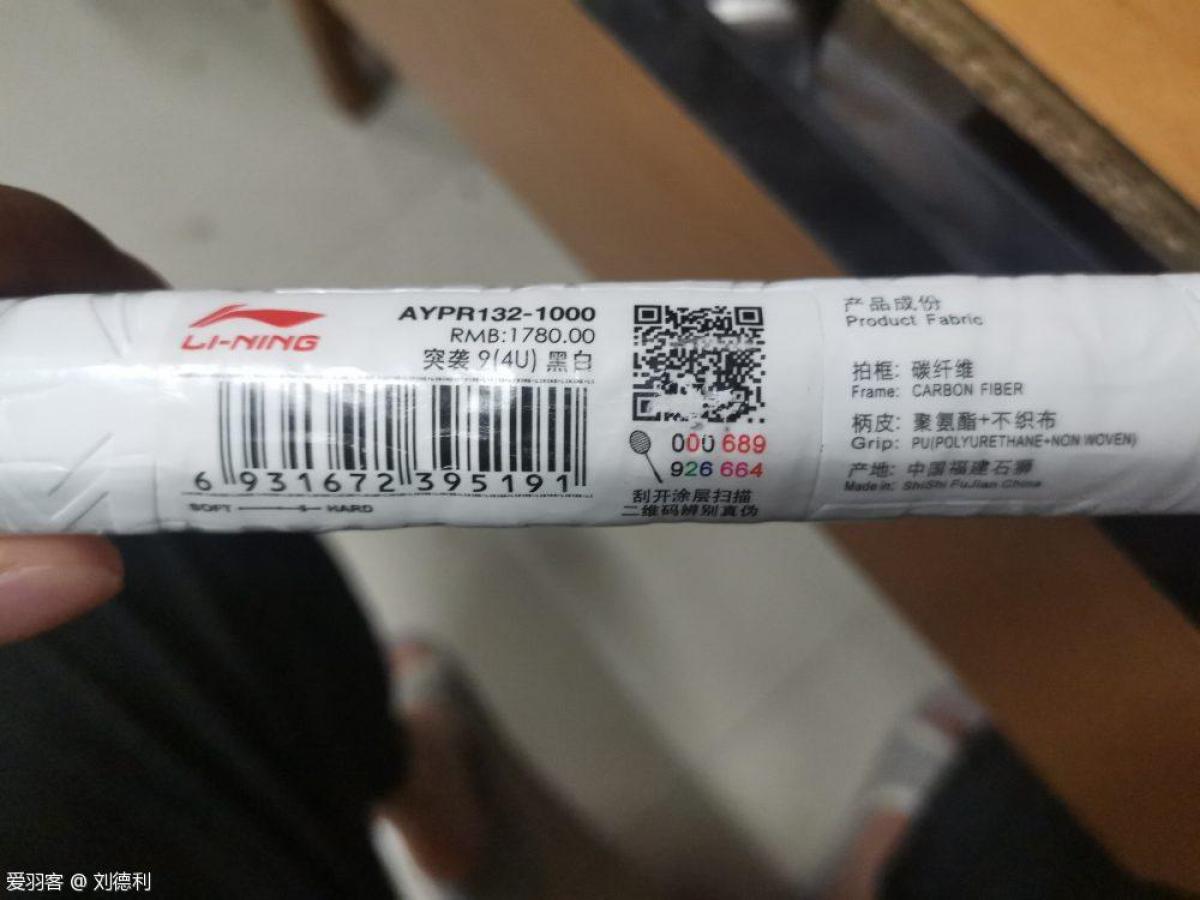 LI-NING
AYPR132-1000
RMB:1780.00
突袭 9(4U) 黑白
6 931672 395191
SOFT HARD
000 689
926 664
刮开涂层扫描
二维码辨别真伪
产品成份
Product Fabric
拍框: 碳纤维
Frame: CARBON FIBER
柄皮: 聚氨酯+不织布
Grip: PU(POLYURETHANE+NON WOVEN)
产地: 中国福建石狮
Made in: ShiShi FuJian China
爱羽客 @ 刘德利